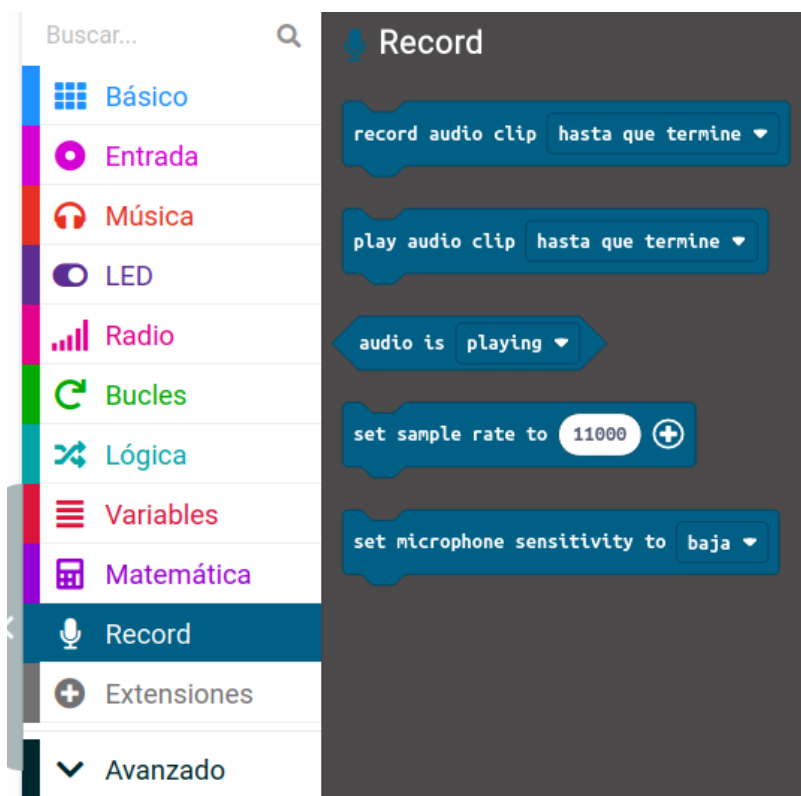 Buscar...
Básico
Entrada
Música
LED
Radio
Bucles
Lógica
Variables
Matemática
Record
Extensiones
Avanzado
Record
record audio clip hasta que termine
play audio clip hasta que termine
audio is playing
set sample rate to 11000
set microphone sensitivity to baja